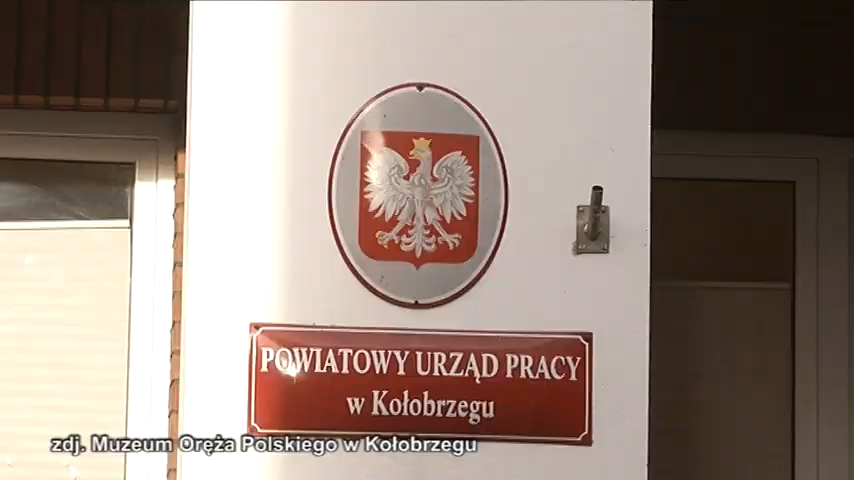 POWIATOWY URZĄD PRACY
w Kołobrzegu
zdj. Muzeum Oręża Polskiego w Kołobrzegu